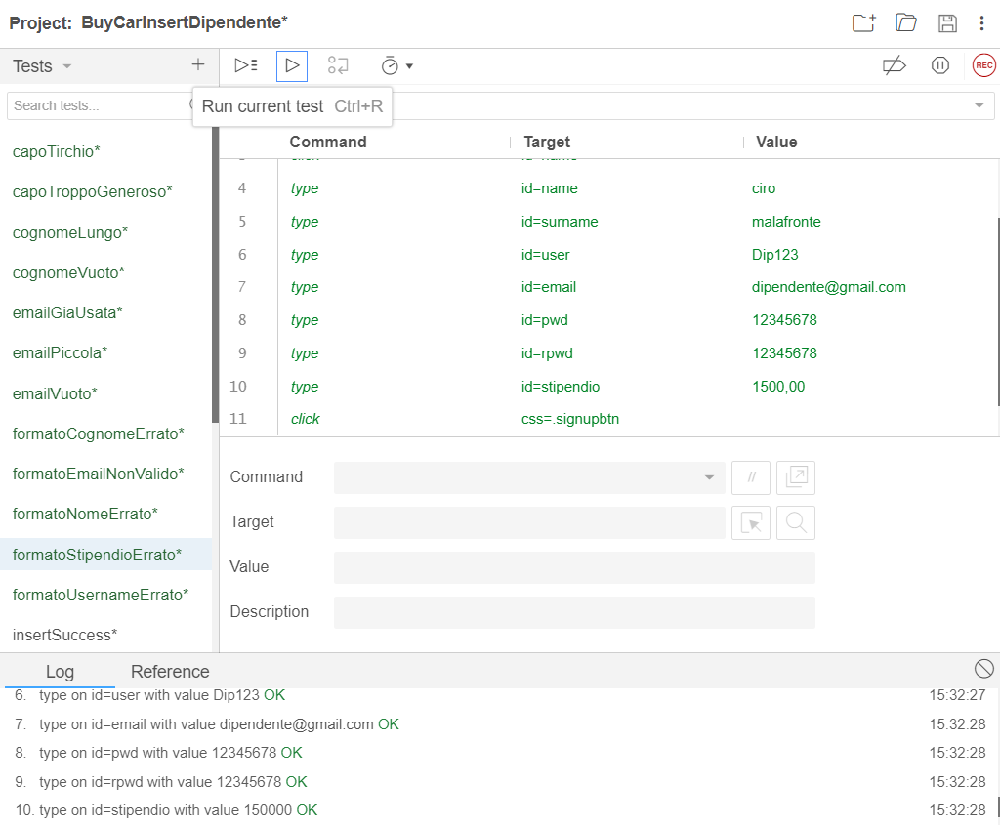 Project: BuyCarInsertDipendente*
Tests
REC
Search tests...
Run current test Ctrl+R
Command Target Value
capoTirchio*
capoTroppoGeneroso*
cognomeLungo*
cognomeVuoto*
emailGiaUsata*
emailPiccola*
emailVuoto*
formatoCognomeErrato*
formatoEmailNonValido*
formatoNomeErrato*
formatoStipendioErrato*
formatoUsernameErrato*
insertSuccess*
4 type id=name ciro
5 type id=surname malafronte
6 type id=user Dip123
7 type id=email dipendente@gmail.com
8 type id=pwd 12345678
9 type id=rpwd 12345678
10 type id=stipendio 1500,00
11 click css=.signupbtn
Command //
Target
Value
Description
Log Reference
6. type on id=user with value Dip123 OK 15:32:27
7. type on id=email with value dipendente@gmail.com OK 15:32:28
8. type on id=pwd with value 12345678 OK 15:32:28
9. type on id=rpwd with value 12345678 OK 15:32:28
10. type on id=stipendio with value 150000 OK 15:32:28